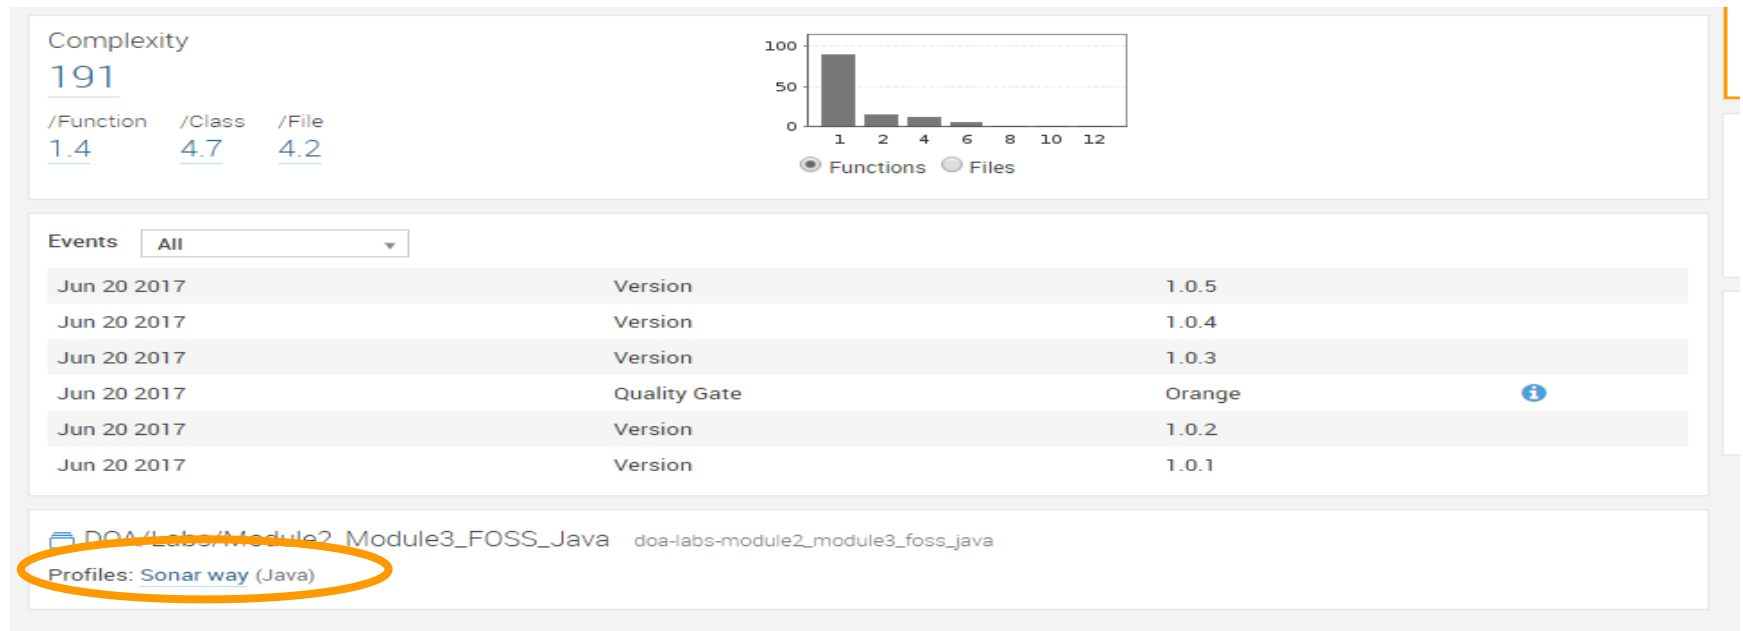 Complexity
191
/Function /Class /File
1.4 4.7 4.2
100
50
0
1 2 4 6 8 10 12
Functions Files
Events All
Jun 20 2017 Version 1.0.5
Jun 20 2017 Version 1.0.4
Jun 20 2017 Version 1.0.3
Jun 20 2017 Quality Gate Orange
Jun 20 2017 Version 1.0.2
Jun 20 2017 Version 1.0.1
DOA/Labs/Module2_Module3_FOSS_Java doa-labs-module2_module3_foss_java
Profiles: Sonar way (Java)